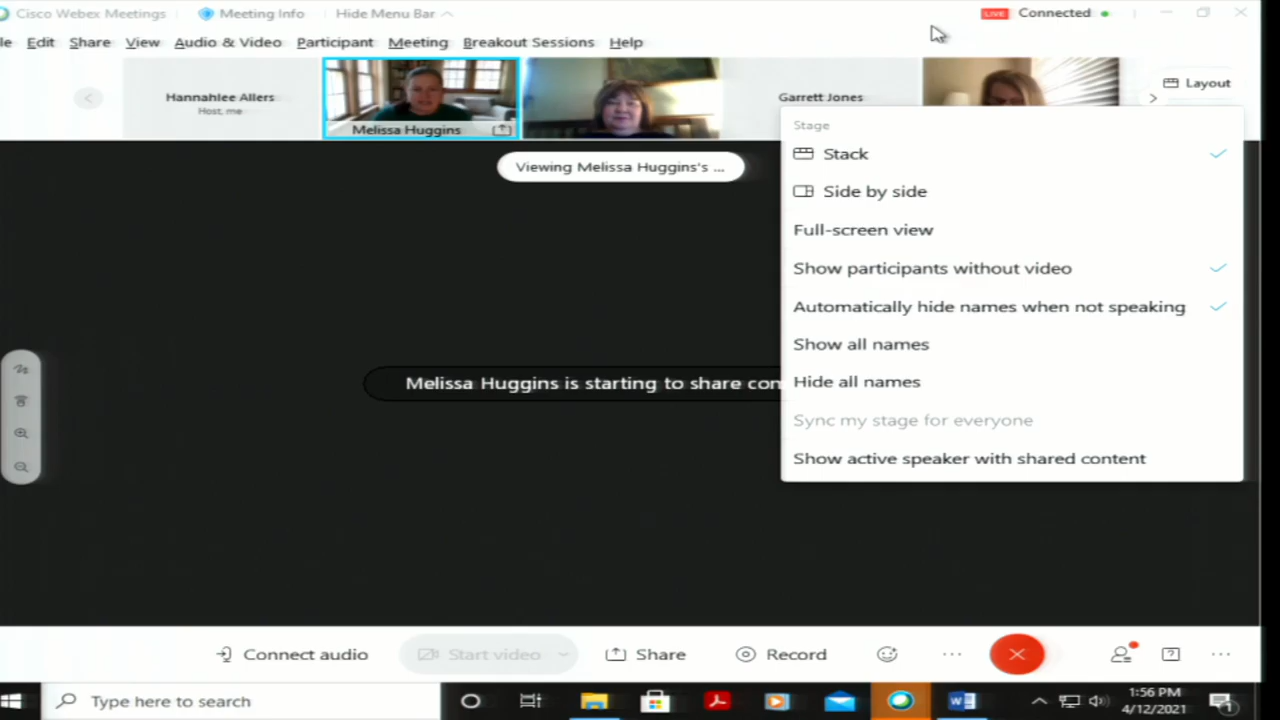 Cisco Webex Meetings
Meeting Info
Hide Menu Bar
LIVE
Connected
le Edit Share View Audio & Video Participant Meeting Breakout Sessions Help
Hannahlee Allers
Host, me
Melissa Huggins
Garrett Jones
Layout
Viewing Melissa Huggins's ...
Stage
Stack
Side by side
Full-screen view
Show participants without video
Automatically hide names when not speaking
Show all names
Hide all names
Sync my stage for everyone
Show active speaker with shared content
Melissa Huggins is starting to share con
Connect audio
Start video
Share
Record
Type here to search
1:56 PM
4/12/2021
1